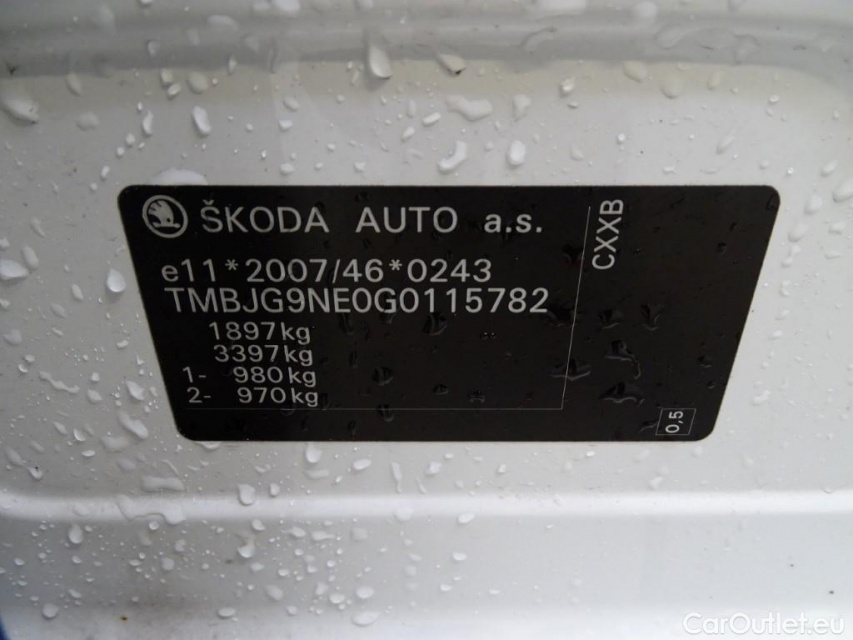 ŠKODA AUTO a.s.
e11*2007/46*0243
TMBJG9NE0G0115782
1897kg
3397kg
1- 980kg
2- 970kg
CXXB
0,5
CarOutlet.eu